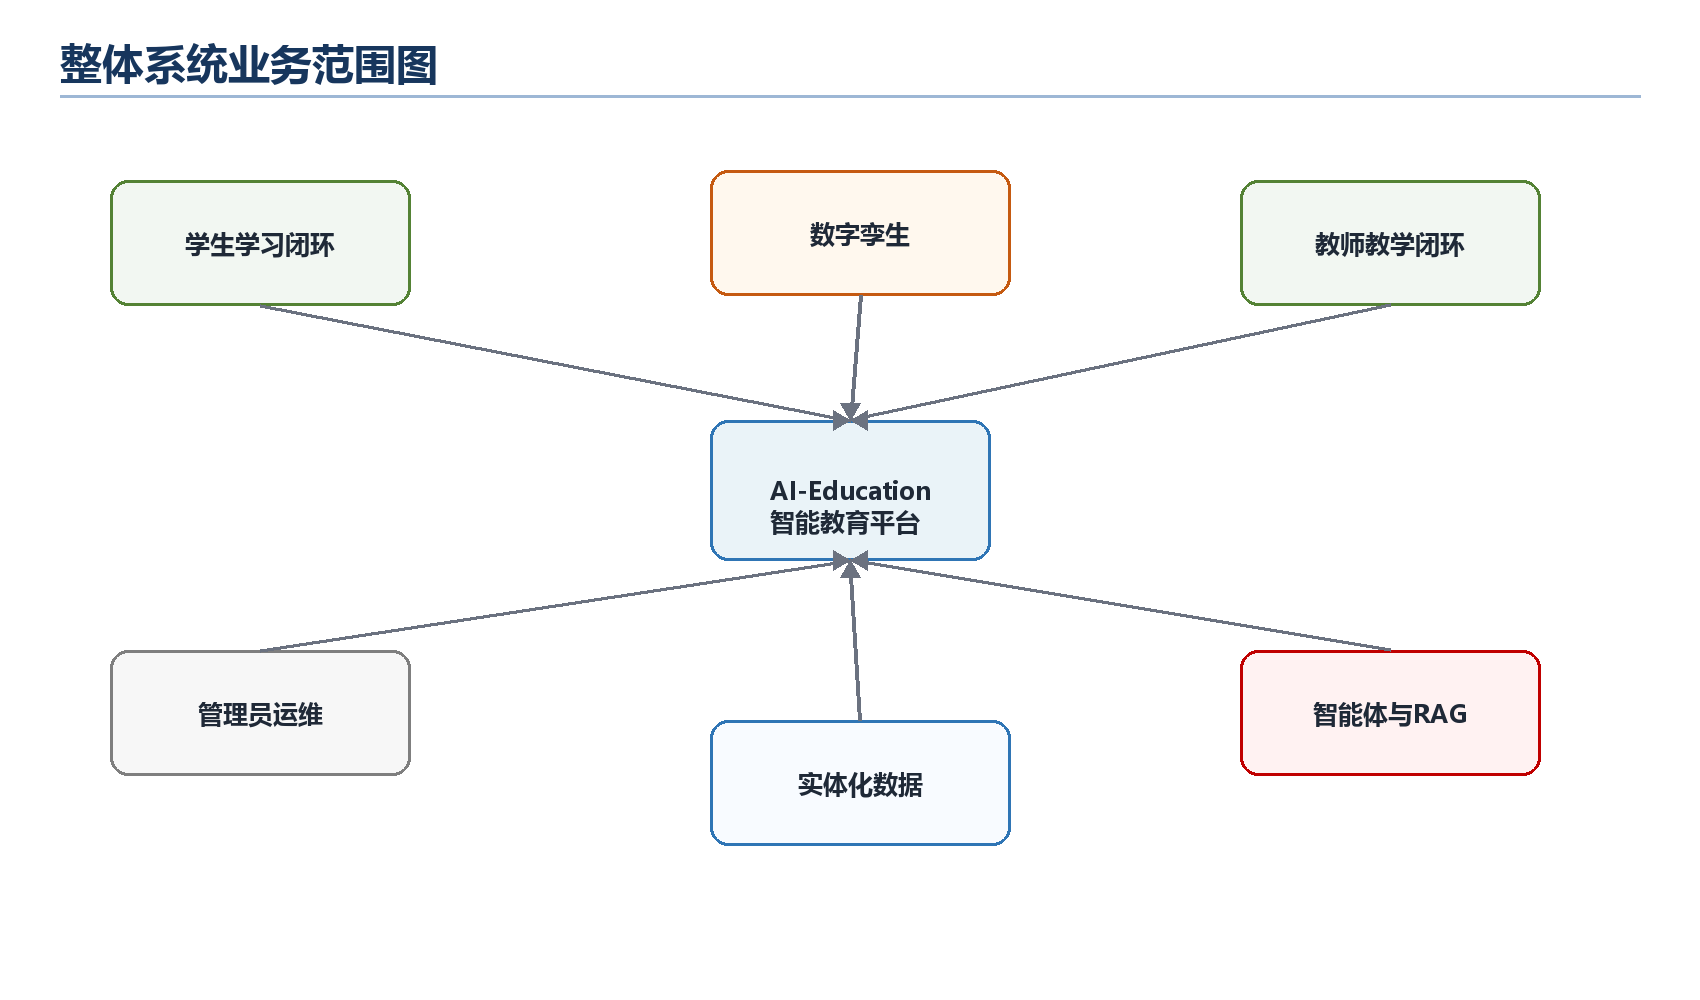 整体系统业务范围图
学生学习闭环
数字孪生
教师教学闭环
AI-Education
智能教育平台
管理员运维
实体化数据
智能体与RAG